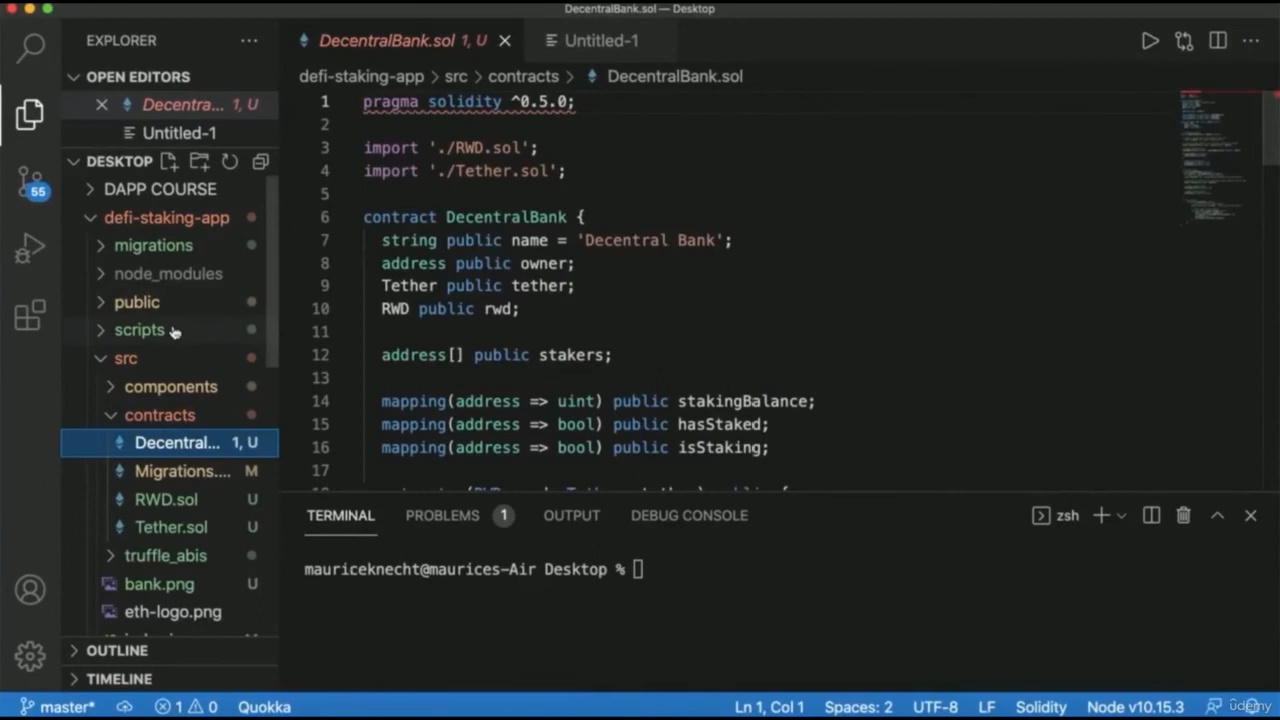 DecentralBank.sol — Desktop
EXPLORER
DecentralBank.sol 1, U
Untitled-1
OPEN EDITORS
Decentra... 1, U
Untitled-1
defi-staking-app > src > contracts > DecentralBank.sol
DESKTOP
DAPP COURSE
defi-staking-app
migrations
node_modules
public
scripts
src
components
contracts
Decentral... 1, U
Migrations.... M
RWD.sol U
Tether.sol U
truffle_abis
bank.png U
eth-logo.png
OUTLINE
TIMELINE
55
1 pragma solidity ^0.5.0;
2
3 import './RWD.sol';
4 import './Tether.sol';
5
6 contract DecentralBank {
7 string public name = 'Decentral Bank';
8 address public owner;
9 Tether public tether;
10 RWD public rwd;
11
12 address[] public stakers;
13
14 mapping(address => uint) public stakingBalance;
15 mapping(address => bool) public hasStaked;
16 mapping(address => bool) public isStaking;
17
TERMINAL PROBLEMS 1 OUTPUT DEBUG CONSOLE zsh
mauriceknecht@maurices-Air Desktop %
master* 1 0 Quokka Ln 1, Col 1 Spaces: 2 UTF-8 LF Solidity Node v10.15.3
udemy